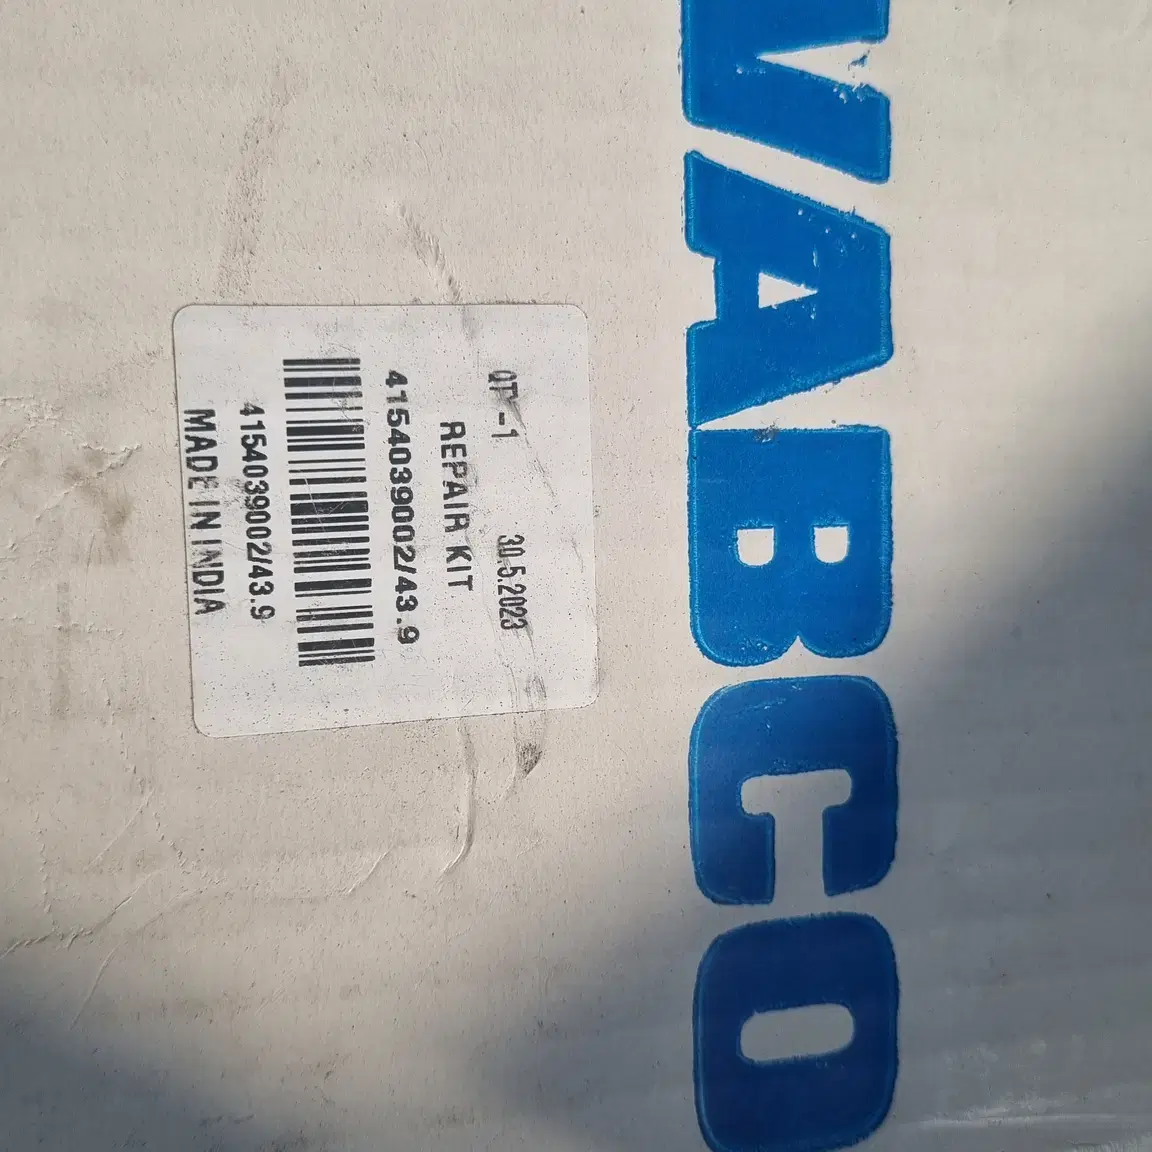 WABCO
QTY-1 30.5.2023
REPAIR KIT
4154039002/43.9
4154039002/43.9
MADE IN INDIA